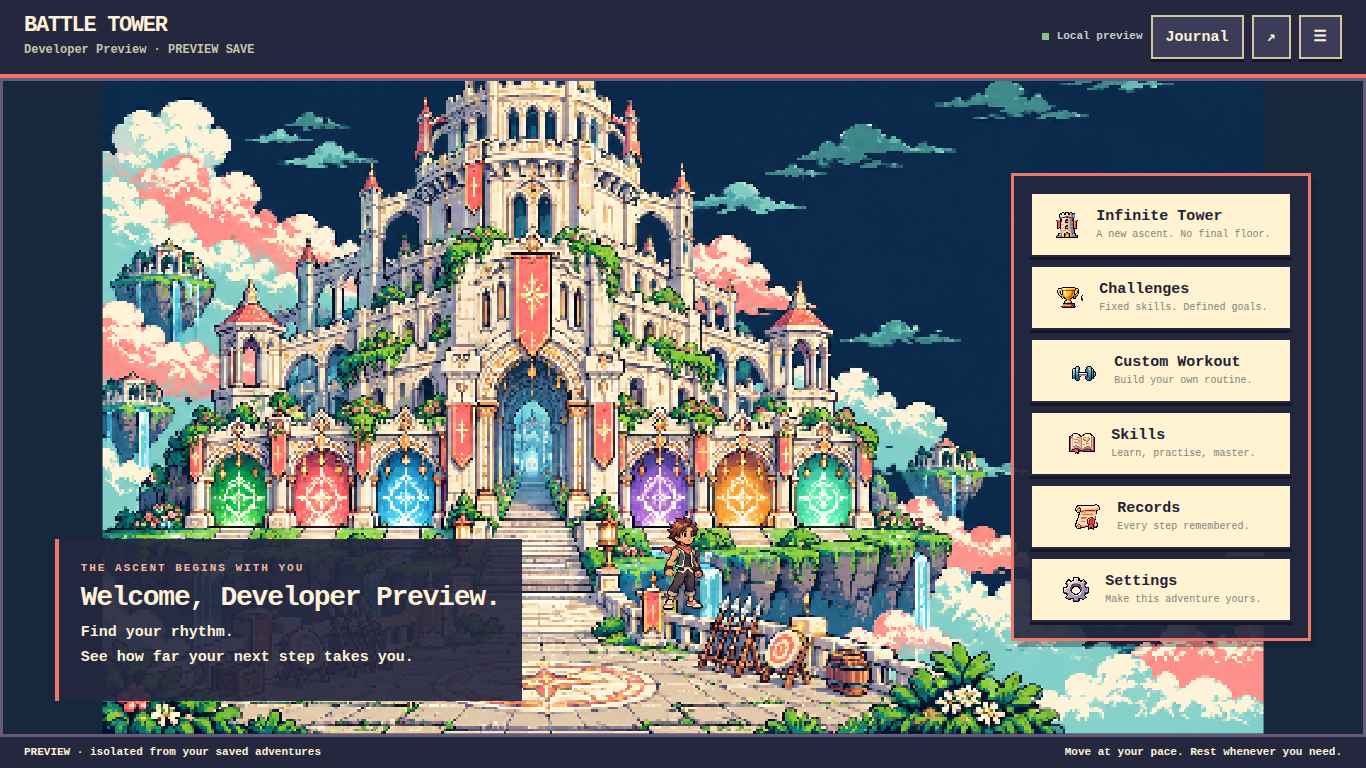 BATTLE TOWER
Developer Preview · PREVIEW SAVE
Local preview
Journal
↗
☰
Infinite Tower
A new ascent. No final floor.
Challenges
Fixed skills. Defined goals.
Custom Workout
Build your own routine.
Skills
Learn, practise, master.
Records
Every step remembered.
Settings
Make this adventure yours.
THE ASCENT BEGINS WITH YOU
Welcome, Developer Preview.
Find your rhythm.
See how far your next step takes you.
PREVIEW · isolated from your saved adventures
Move at your pace. Rest whenever you need.